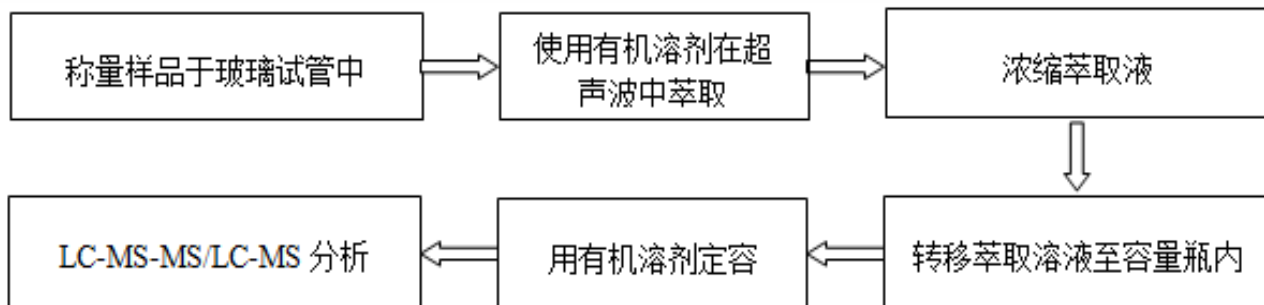 称量样品于玻璃试管中
使用有机溶剂在超
声波中萃取
浓缩萃取液
转移萃取溶液至容量瓶内
用有机溶剂定容
LC-MS-MS/LC-MS 分析